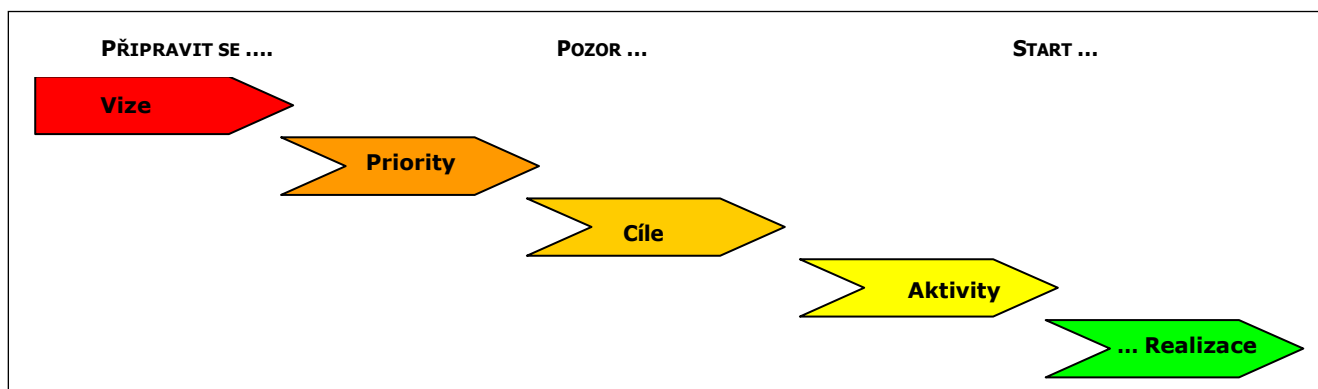 PŘIPRAVIT SE .... POZOR ... START ...
Vize
Priority
Cíle
Aktivity
... Realizace